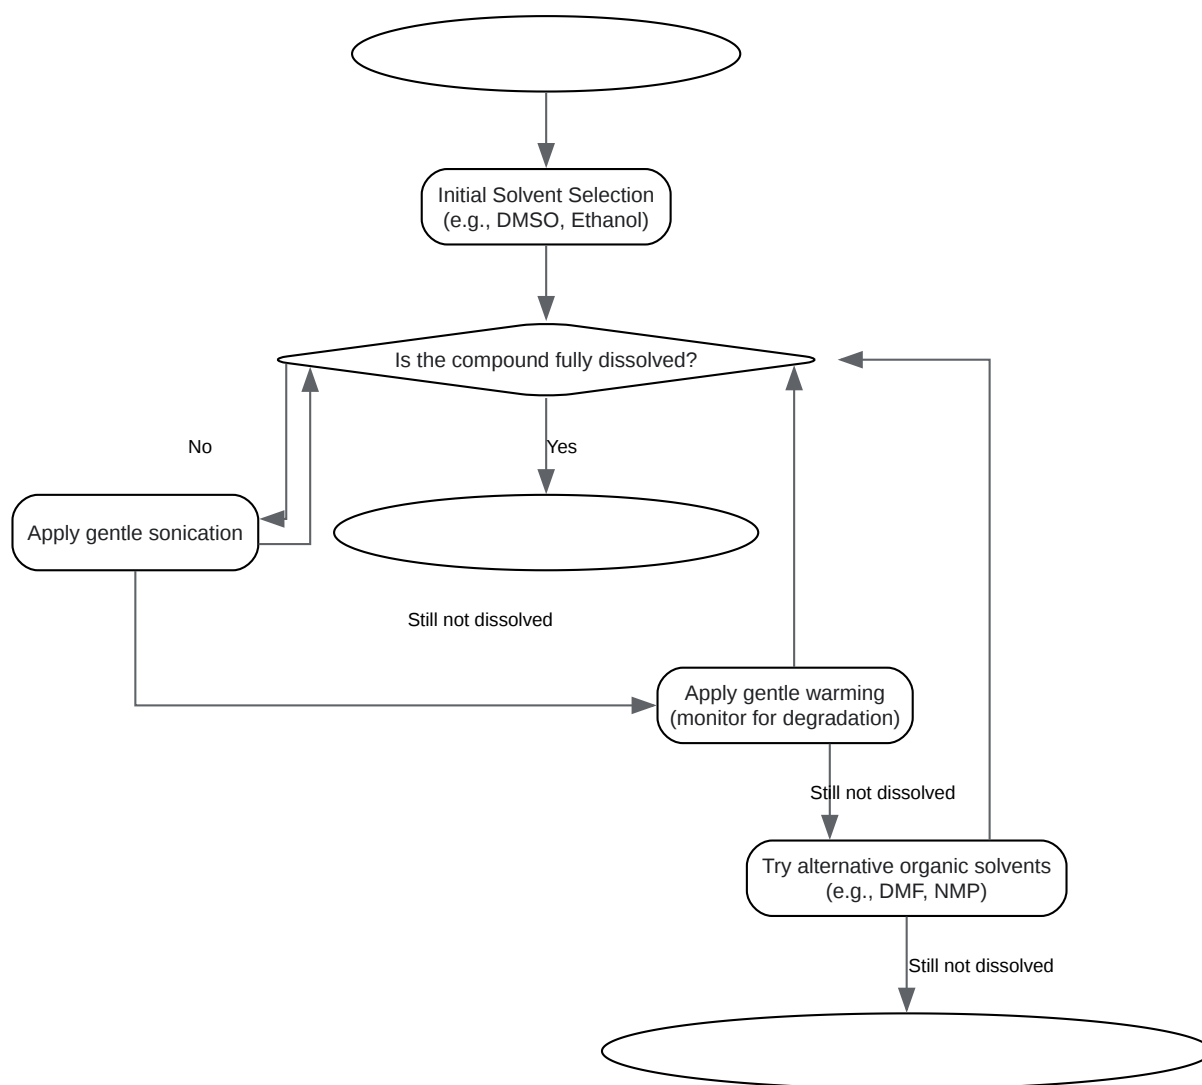 Initial Solvent Selection
(e.g., DMSO, Ethanol)
Is the compound fully dissolved?
No
Yes
Apply gentle sonication
Still not dissolved
Apply gentle warming
(monitor for degradation)
Still not dissolved
Try alternative organic solvents
(e.g., DMF, NMP)
Still not dissolved